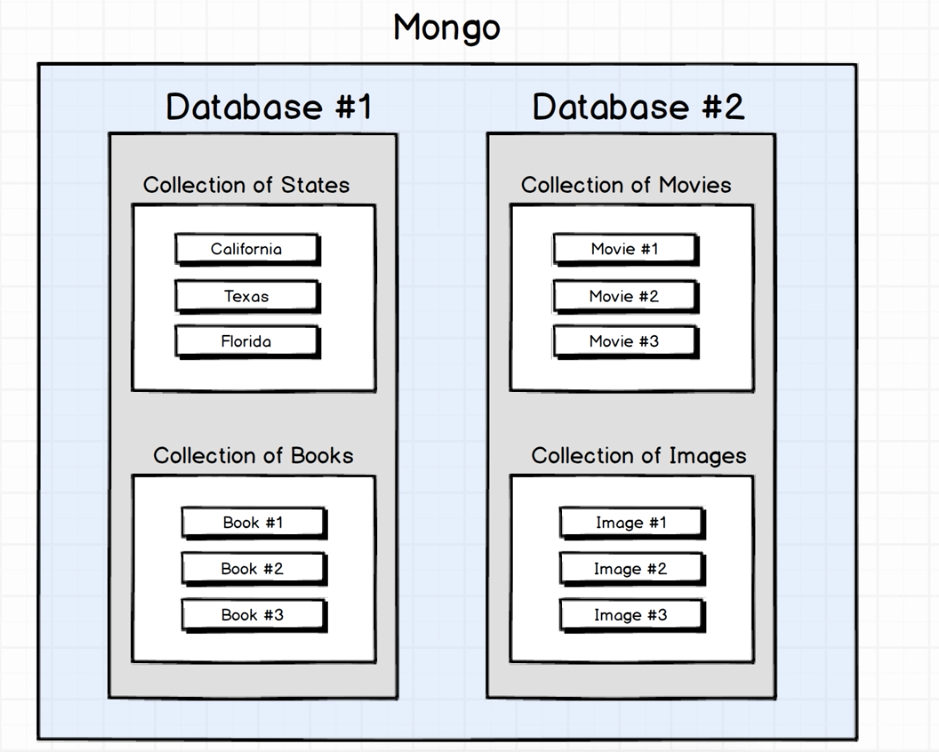 Mongo
Database #1
Collection of States
California
Texas
Florida
Collection of Books
Book #1
Book #2
Book #3
Database #2
Collection of Movies
Movie #1
Movie #2
Movie #3
Collection of Images
Image #1
Image #2
Image #3